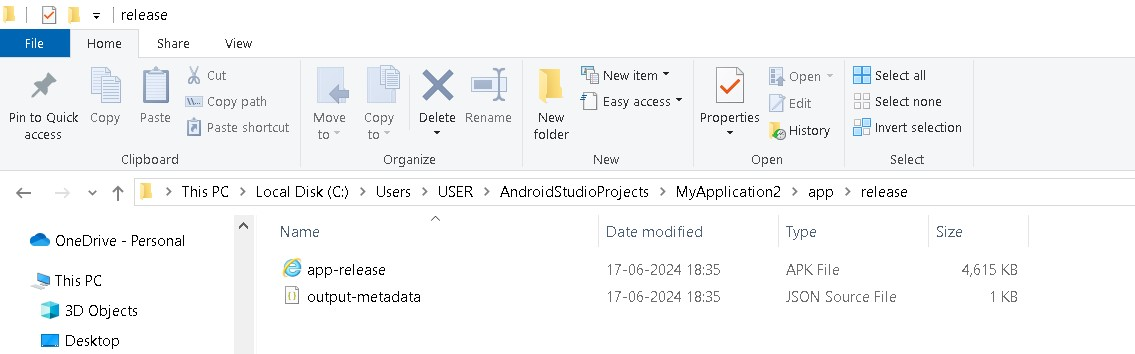 release
File Home Share View
Pin to Quick access
Copy
Paste
Cut
Copy path
Paste shortcut
Clipboard
Move to
Copy to
Delete
Rename
Organize
New folder
New item
Easy access
New
Properties
Open
Edit
History
Open
Select all
Select none
Invert selection
Select
This PC > Local Disk (C:) > Users > USER > AndroidStudioProjects > MyApplication2 > app > release
OneDrive - Personal
This PC
3D Objects
Desktop
Name Date modified Type Size
app-release 17-06-2024 18:35 APK File 4,615 KB
output-metadata 17-06-2024 18:35 JSON Source File 1 KB